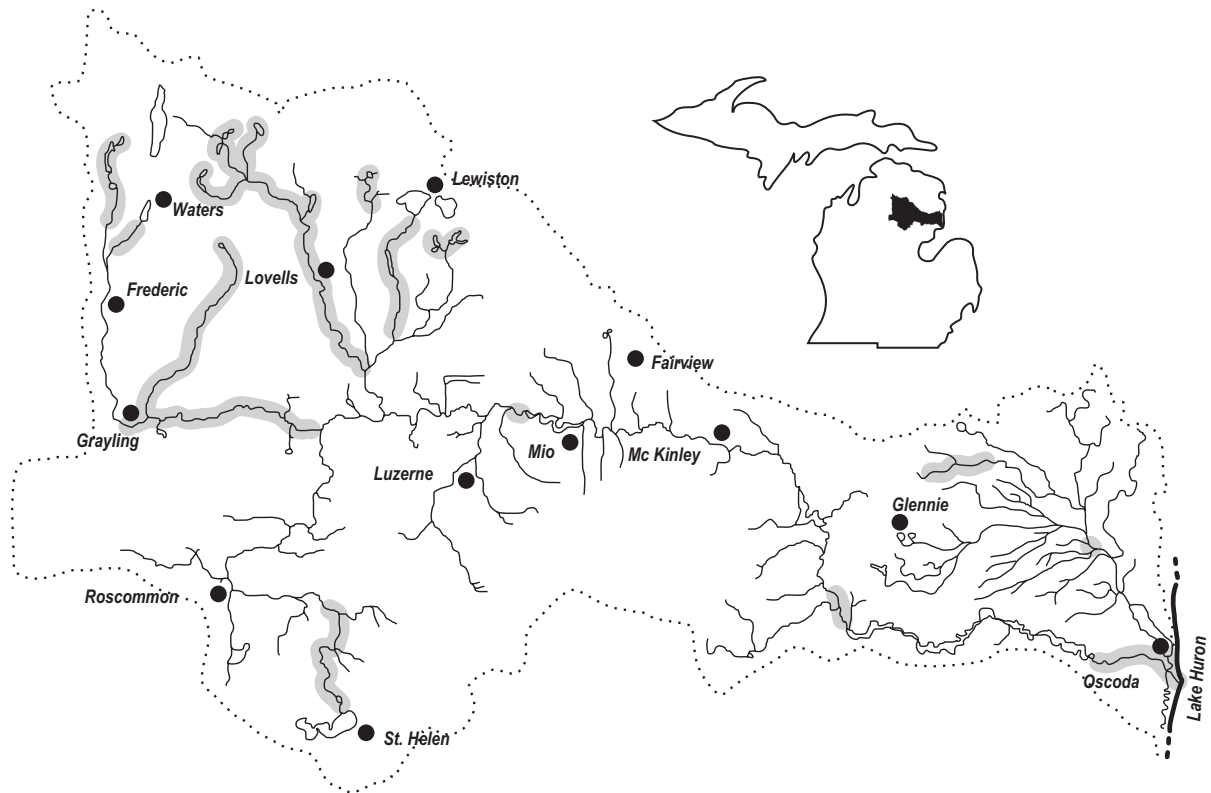 Lewiston
Waters
Lovells
Frederic
Fairview
Grayling
Mio
Mc Kinley
Luzerne
Glennie
Roscommon
Oscoda
Lake Huron
St. Helen